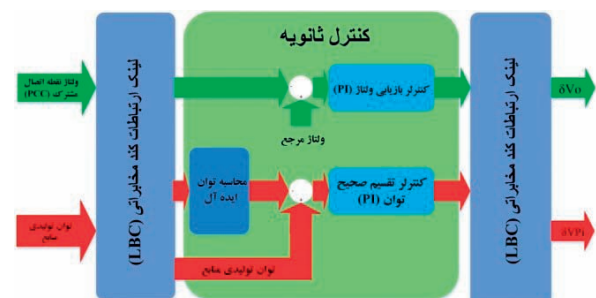 کنترل ثانویه
ولتاژ نقطه اتصال
مشترک (PCC)
لینک ارتباطات کند مخابراتی (LBC)
کنترلر بازیابی ولتاژ (PI)
ولتاژ مرجع
محاسبه توان
ایده آل
کنترلر تقسیم صحیح
توان (PI)
توان تولیدی
منابع
توان تولیدی منابع
لینک ارتباطات کند مخابراتی (LBC)
δVo
δVPi